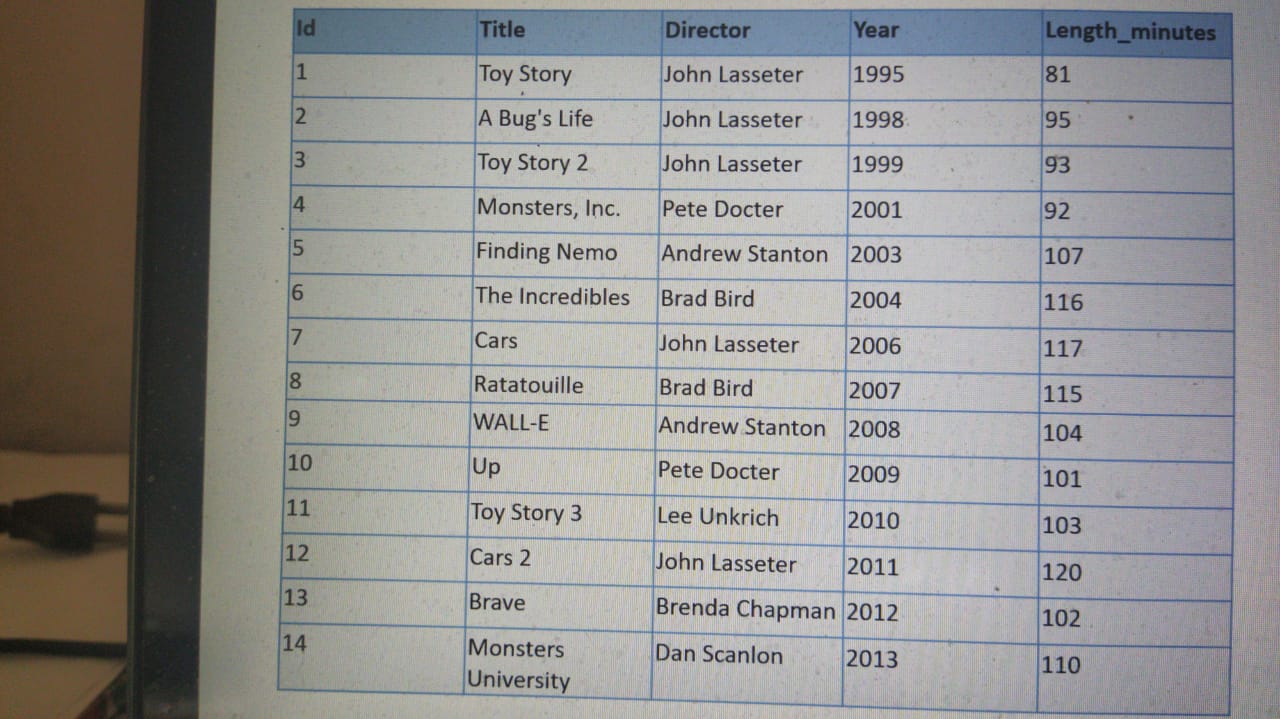 Id Title Director Year Length_minutes
1 Toy Story John Lasseter 1995 81
2 A Bug's Life John Lasseter 1998 95
3 Toy Story 2 John Lasseter 1999 93
4 Monsters, Inc. Pete Docter 2001 92
5 Finding Nemo Andrew Stanton 2003 107
6 The Incredibles Brad Bird 2004 116
7 Cars John Lasseter 2006 117
8 Ratatouille Brad Bird 2007 115
9 WALL-E Andrew Stanton 2008 104
10 Up Pete Docter 2009 101
11 Toy Story 3 Lee Unkrich 2010 103
12 Cars 2 John Lasseter 2011 120
13 Brave Brenda Chapman 2012 102
14 Monsters Dan Scanlon 2013 110
University